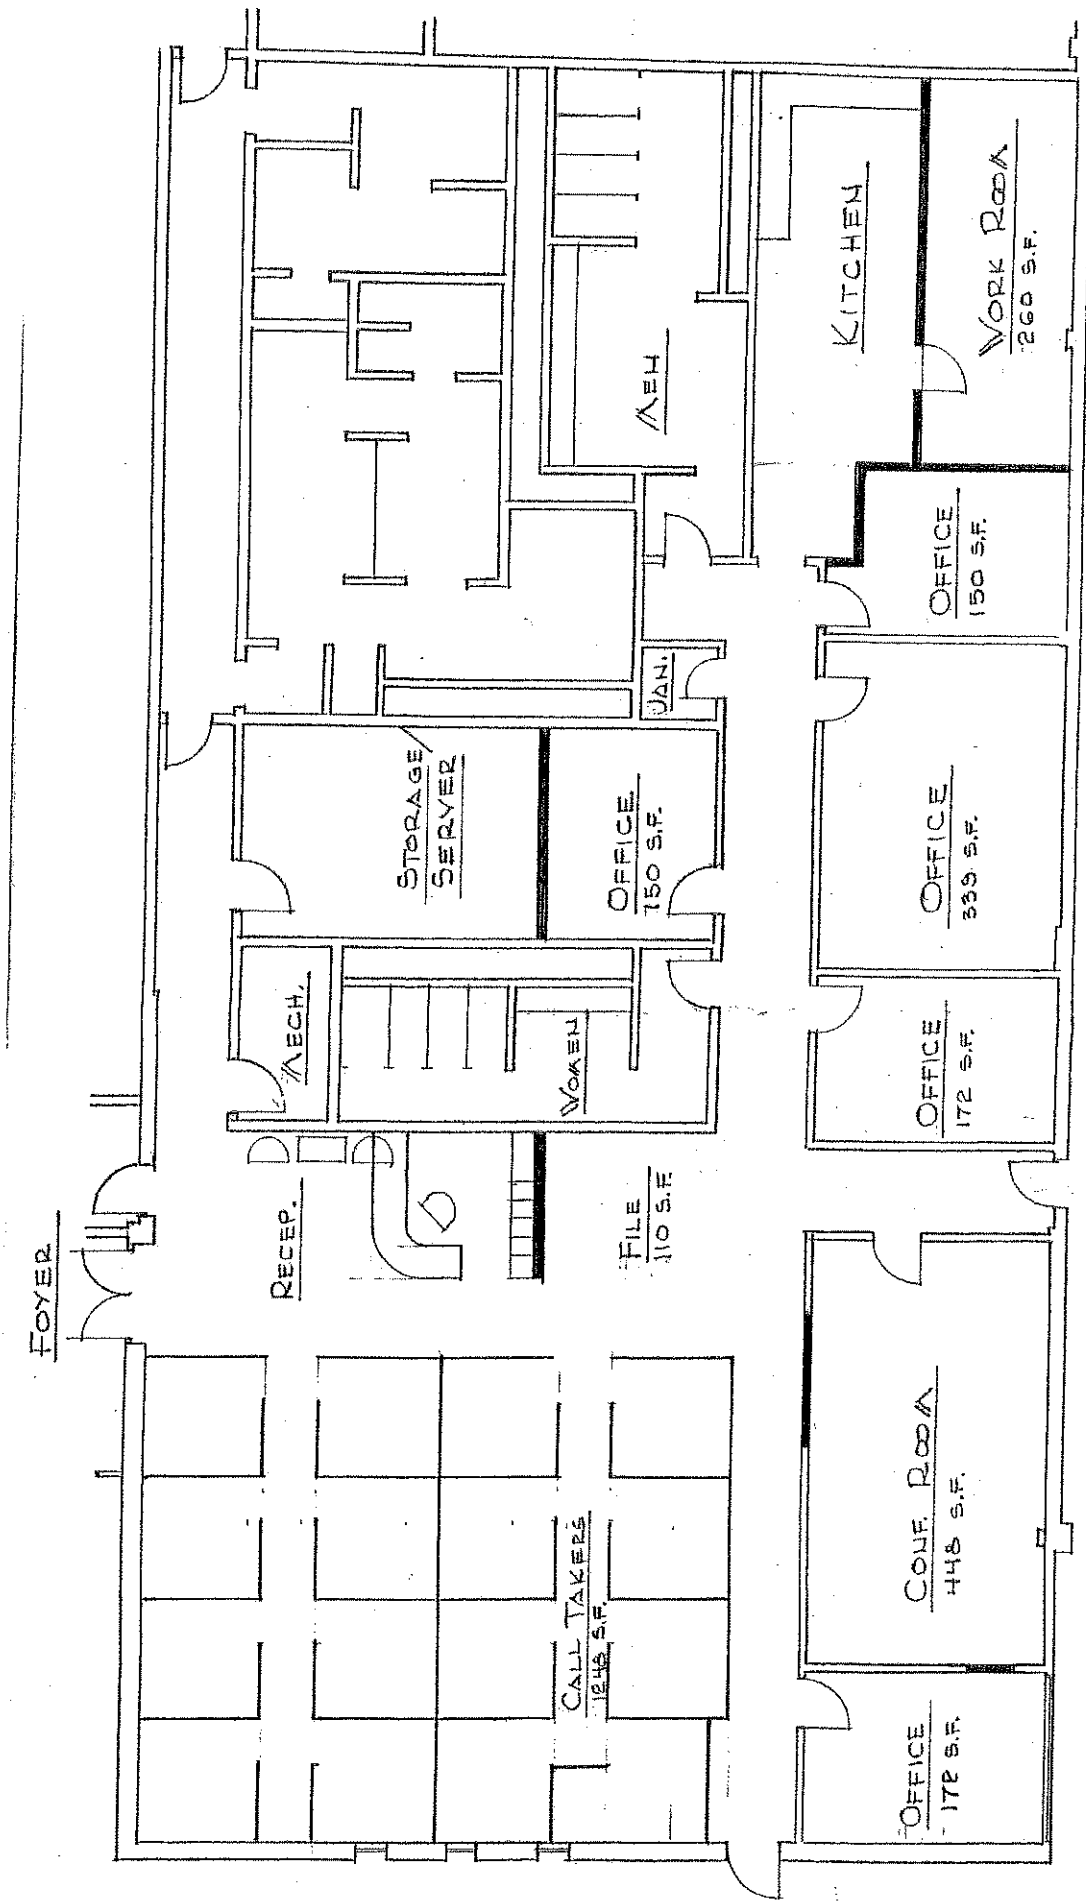 FOYER
RECEP.
MECH.
STORAGE
SERVER
CALL TAKERS
1248 S.F.
WOMEN
FILE
110 S.F.
OFFICE
150 S.F.
JAN.
MEN
KITCHEN
OFFICE
172 S.F.
CONF. ROOM
448 S.F.
OFFICE
172 S.F.
OFFICE
339 S.F.
OFFICE
150 S.F.
WORK ROOM
260 S.F.